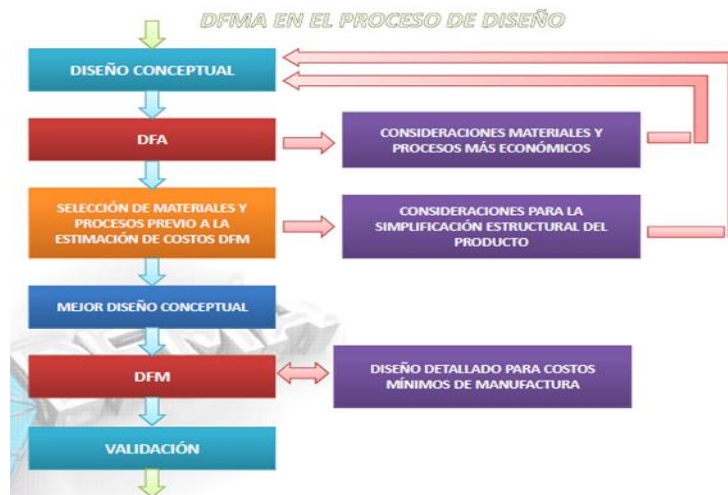 DFMA EN EL PROCESO DE DISEÑO
DISEÑO CONCEPTUAL
DFA
CONSIDERACIONES MATERIALES Y
PROCESOS MÁS ECONÓMICOS
SELECCIÓN DE MATERIALES Y
PROCESOS PREVIO A LA
ESTIMACIÓN DE COSTOS DFM
CONSIDERACIONES PARA LA
SIMPLIFICACIÓN ESTRUCTURAL DEL
PRODUCTO
MEJOR DISEÑO CONCEPTUAL
DFM
DISEÑO DETALLADO PARA COSTOS
MÍNIMOS DE MANUFACTURA
VALIDACIÓN